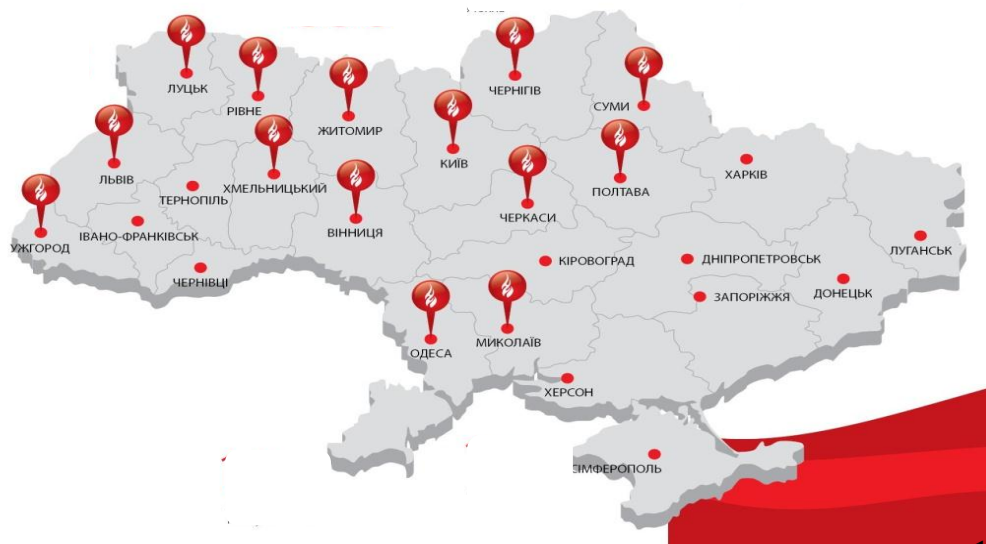 ЛУЦЬК
РІВНЕ
ЖИТОМИР
ЧЕРНІГІВ
СУМИ
КИЇВ
ХАРКІВ
ЛЬВІВ
ТЕРНОПІЛЬ
ХМЕЛЬНИЦЬКИЙ
ПОЛТАВА
ВІННИЦЯ
ЧЕРКАСИ
УЖГОРОД
ІВАНО-ФРАНКІВСЬК
ЛУГАНСЬК
ЧЕРНІВЦІ
КІРОВОГРАД
ДНІПРОПЕТРОВСЬК
ДОНЕЦЬК
ЗАПОРІЖЖЯ
ОДЕСА
МИКОЛАЇВ
ХЕРСОН
СІМФЕРОПОЛЬ